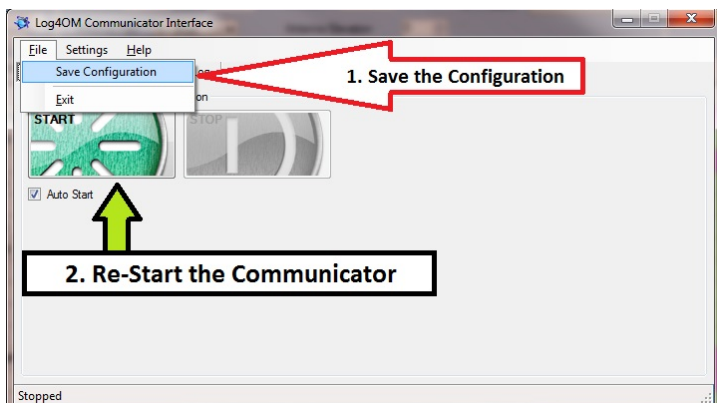 Log4OM Communicator Interface
File Settings Help
Save Configuration
1. Save the Configuration
Exit
on
START
STOP
Auto Start
2. Re-Start the Communicator
Stopped